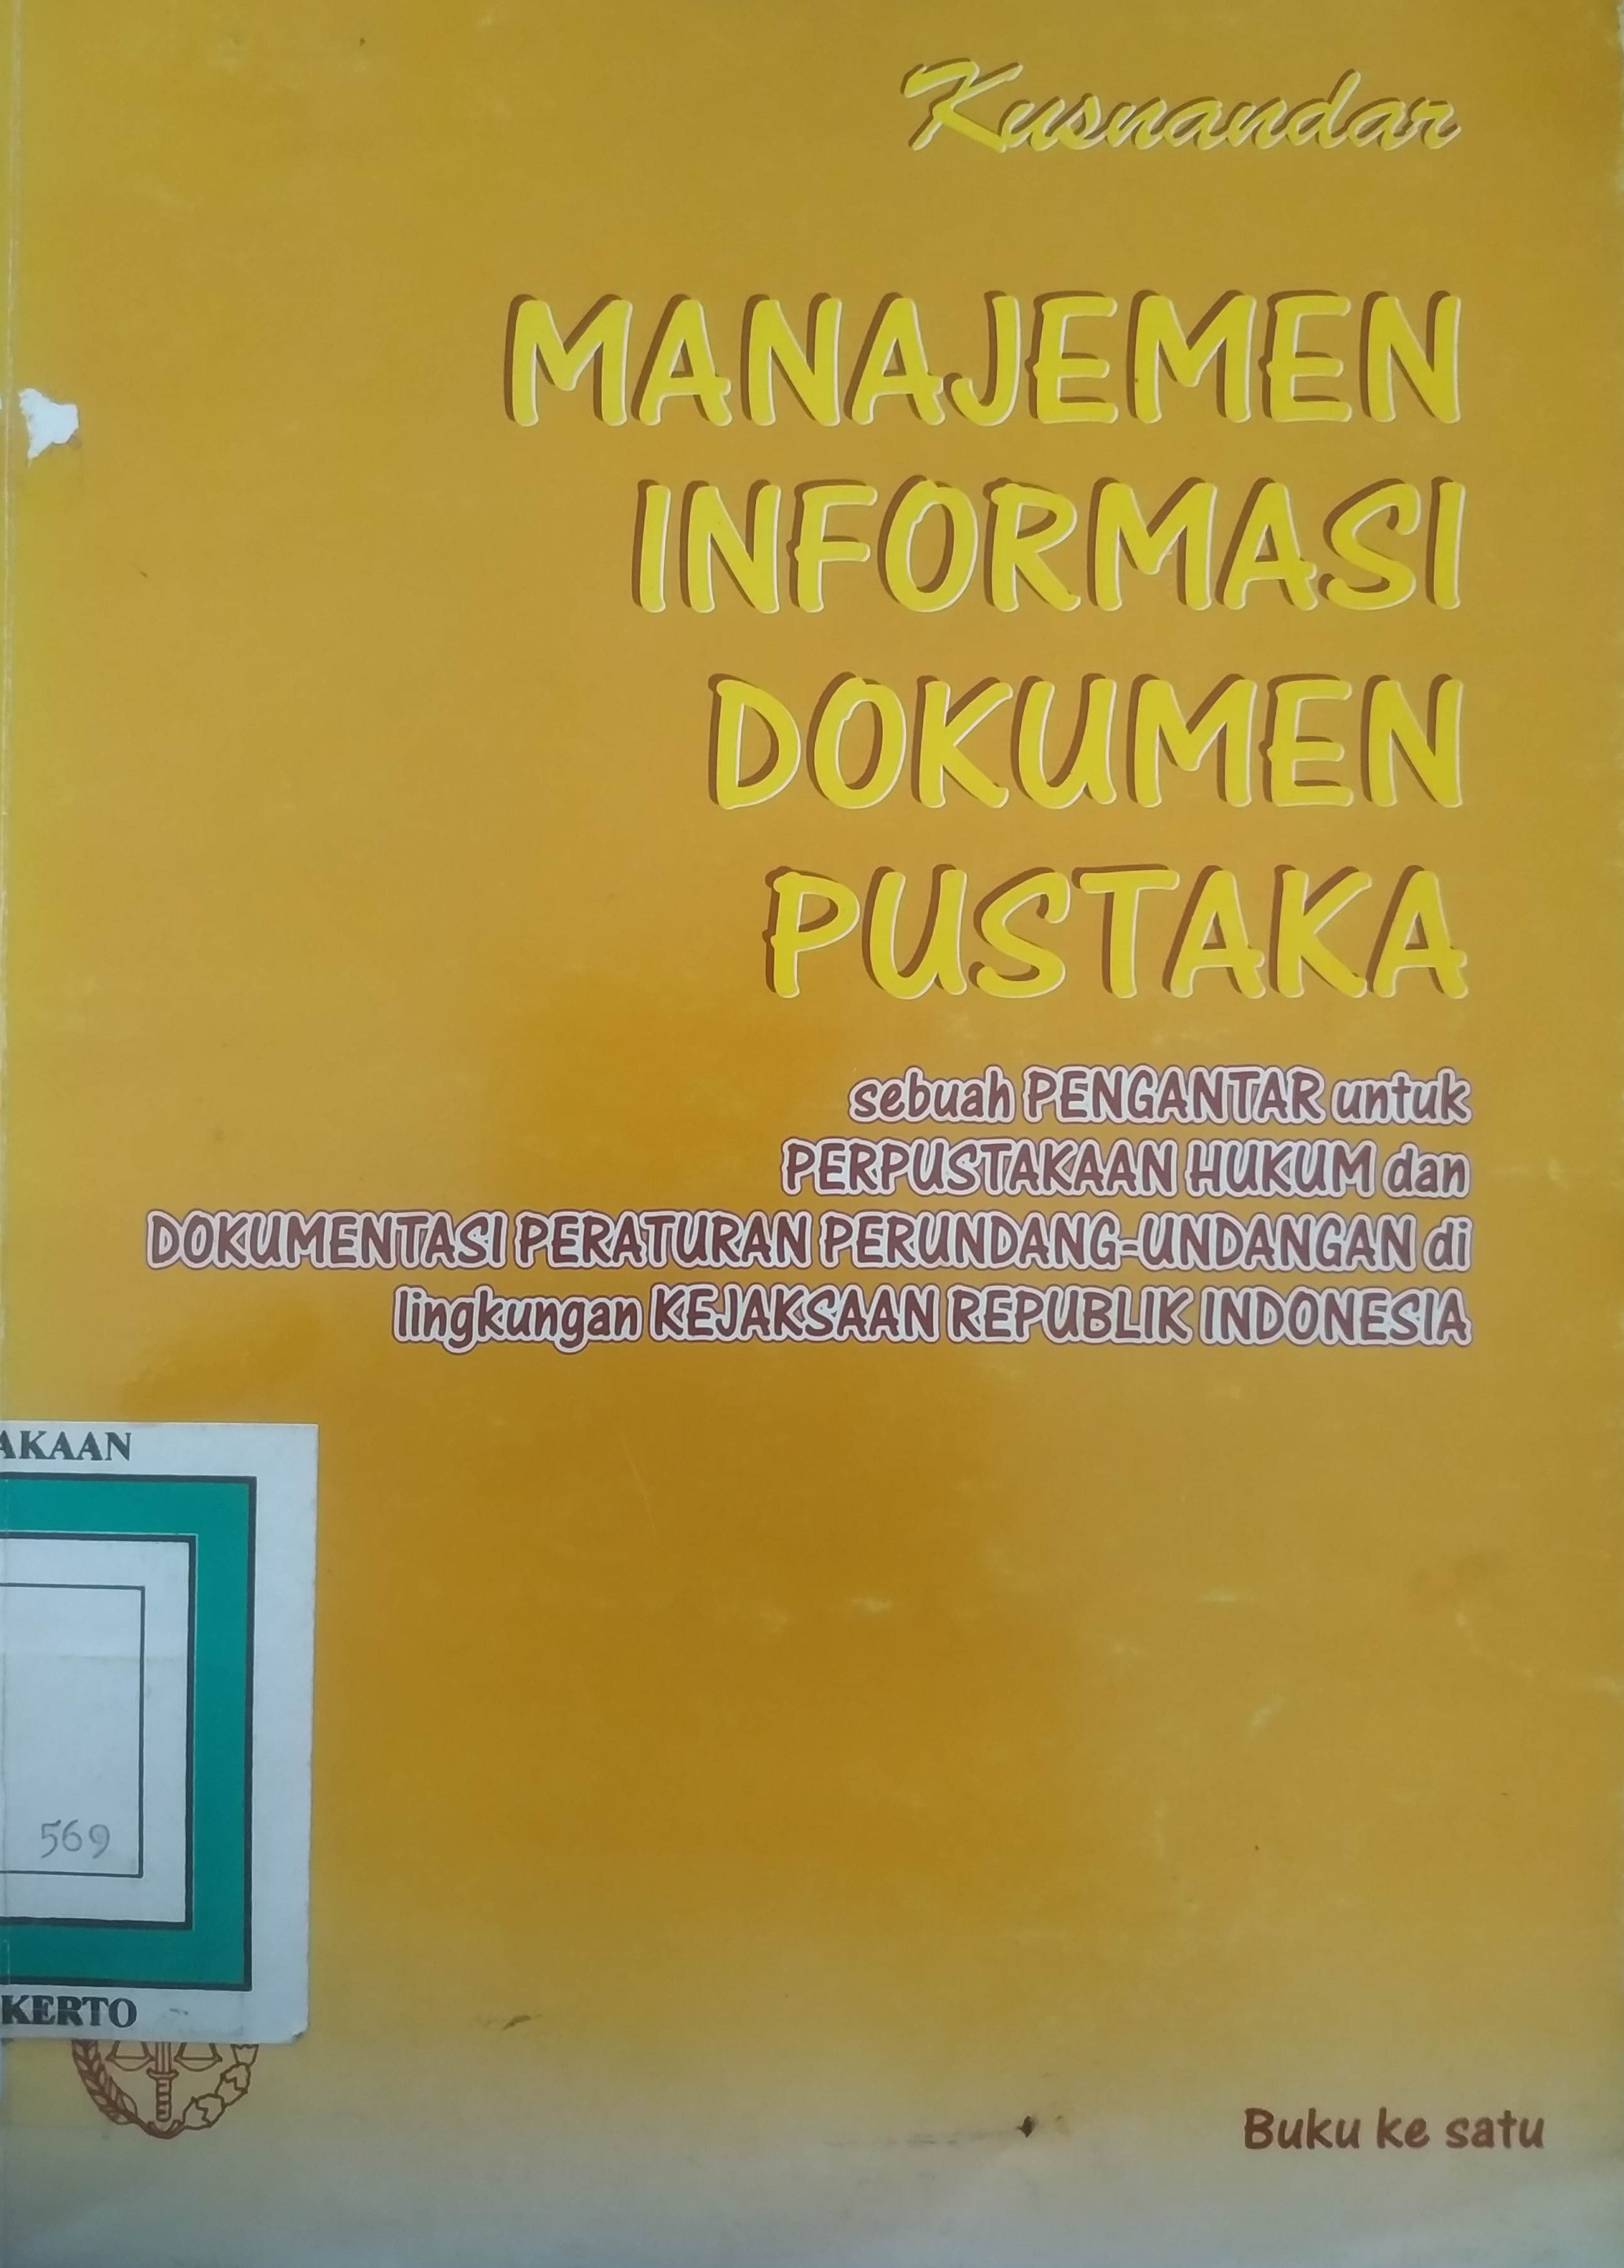 Kusnandar
MANAJEMEN
INFORMASI
DOKUMEN
PUSTAKA
sebuah PENGANTAR untuk
PERPUSTAKAAN HUKUM dan
DOKUMENTASI PERATURAN PERUNDANG-UNDANGAN di
lingkungan KEJAKSAAN REPUBLIK INDONESIA
AKAAN
569
KERTO
Buku ke satu